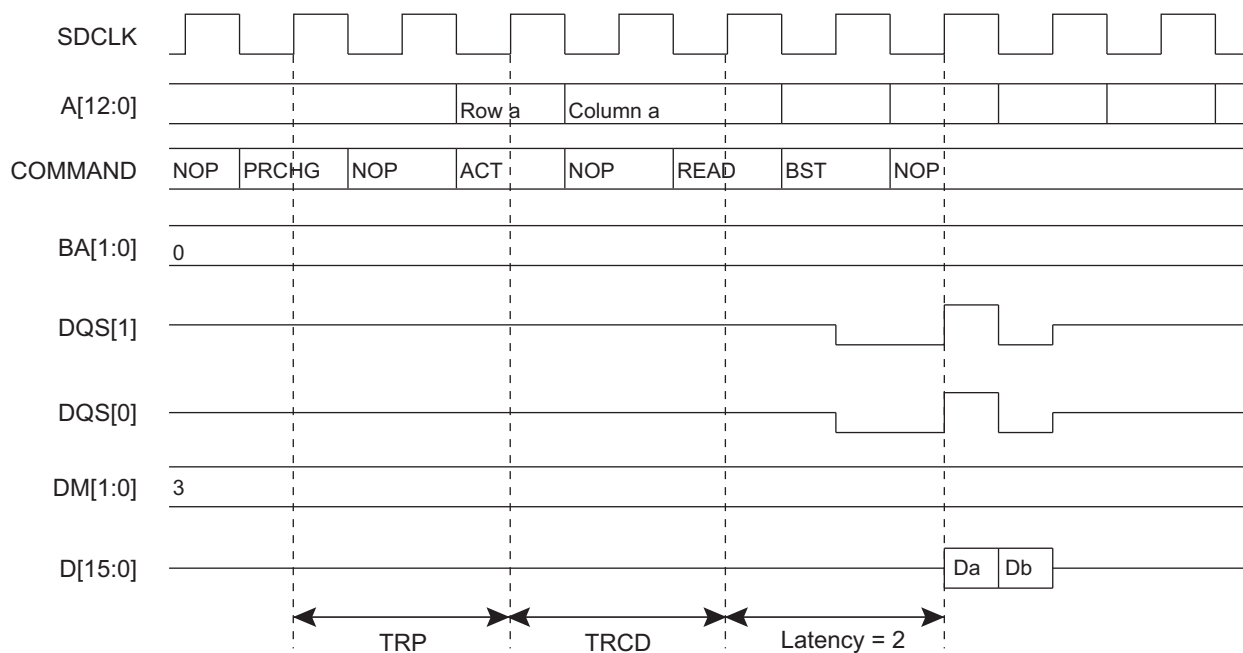 SDCLK
A[12:0] Row a Column a
COMMAND NOP PRCHG NOP ACT NOP READ BST NOP
BA[1:0] 0
DQS[1]
DQS[0]
DM[1:0] 3
D[15:0] Da Db
TRP TRCD Latency = 2